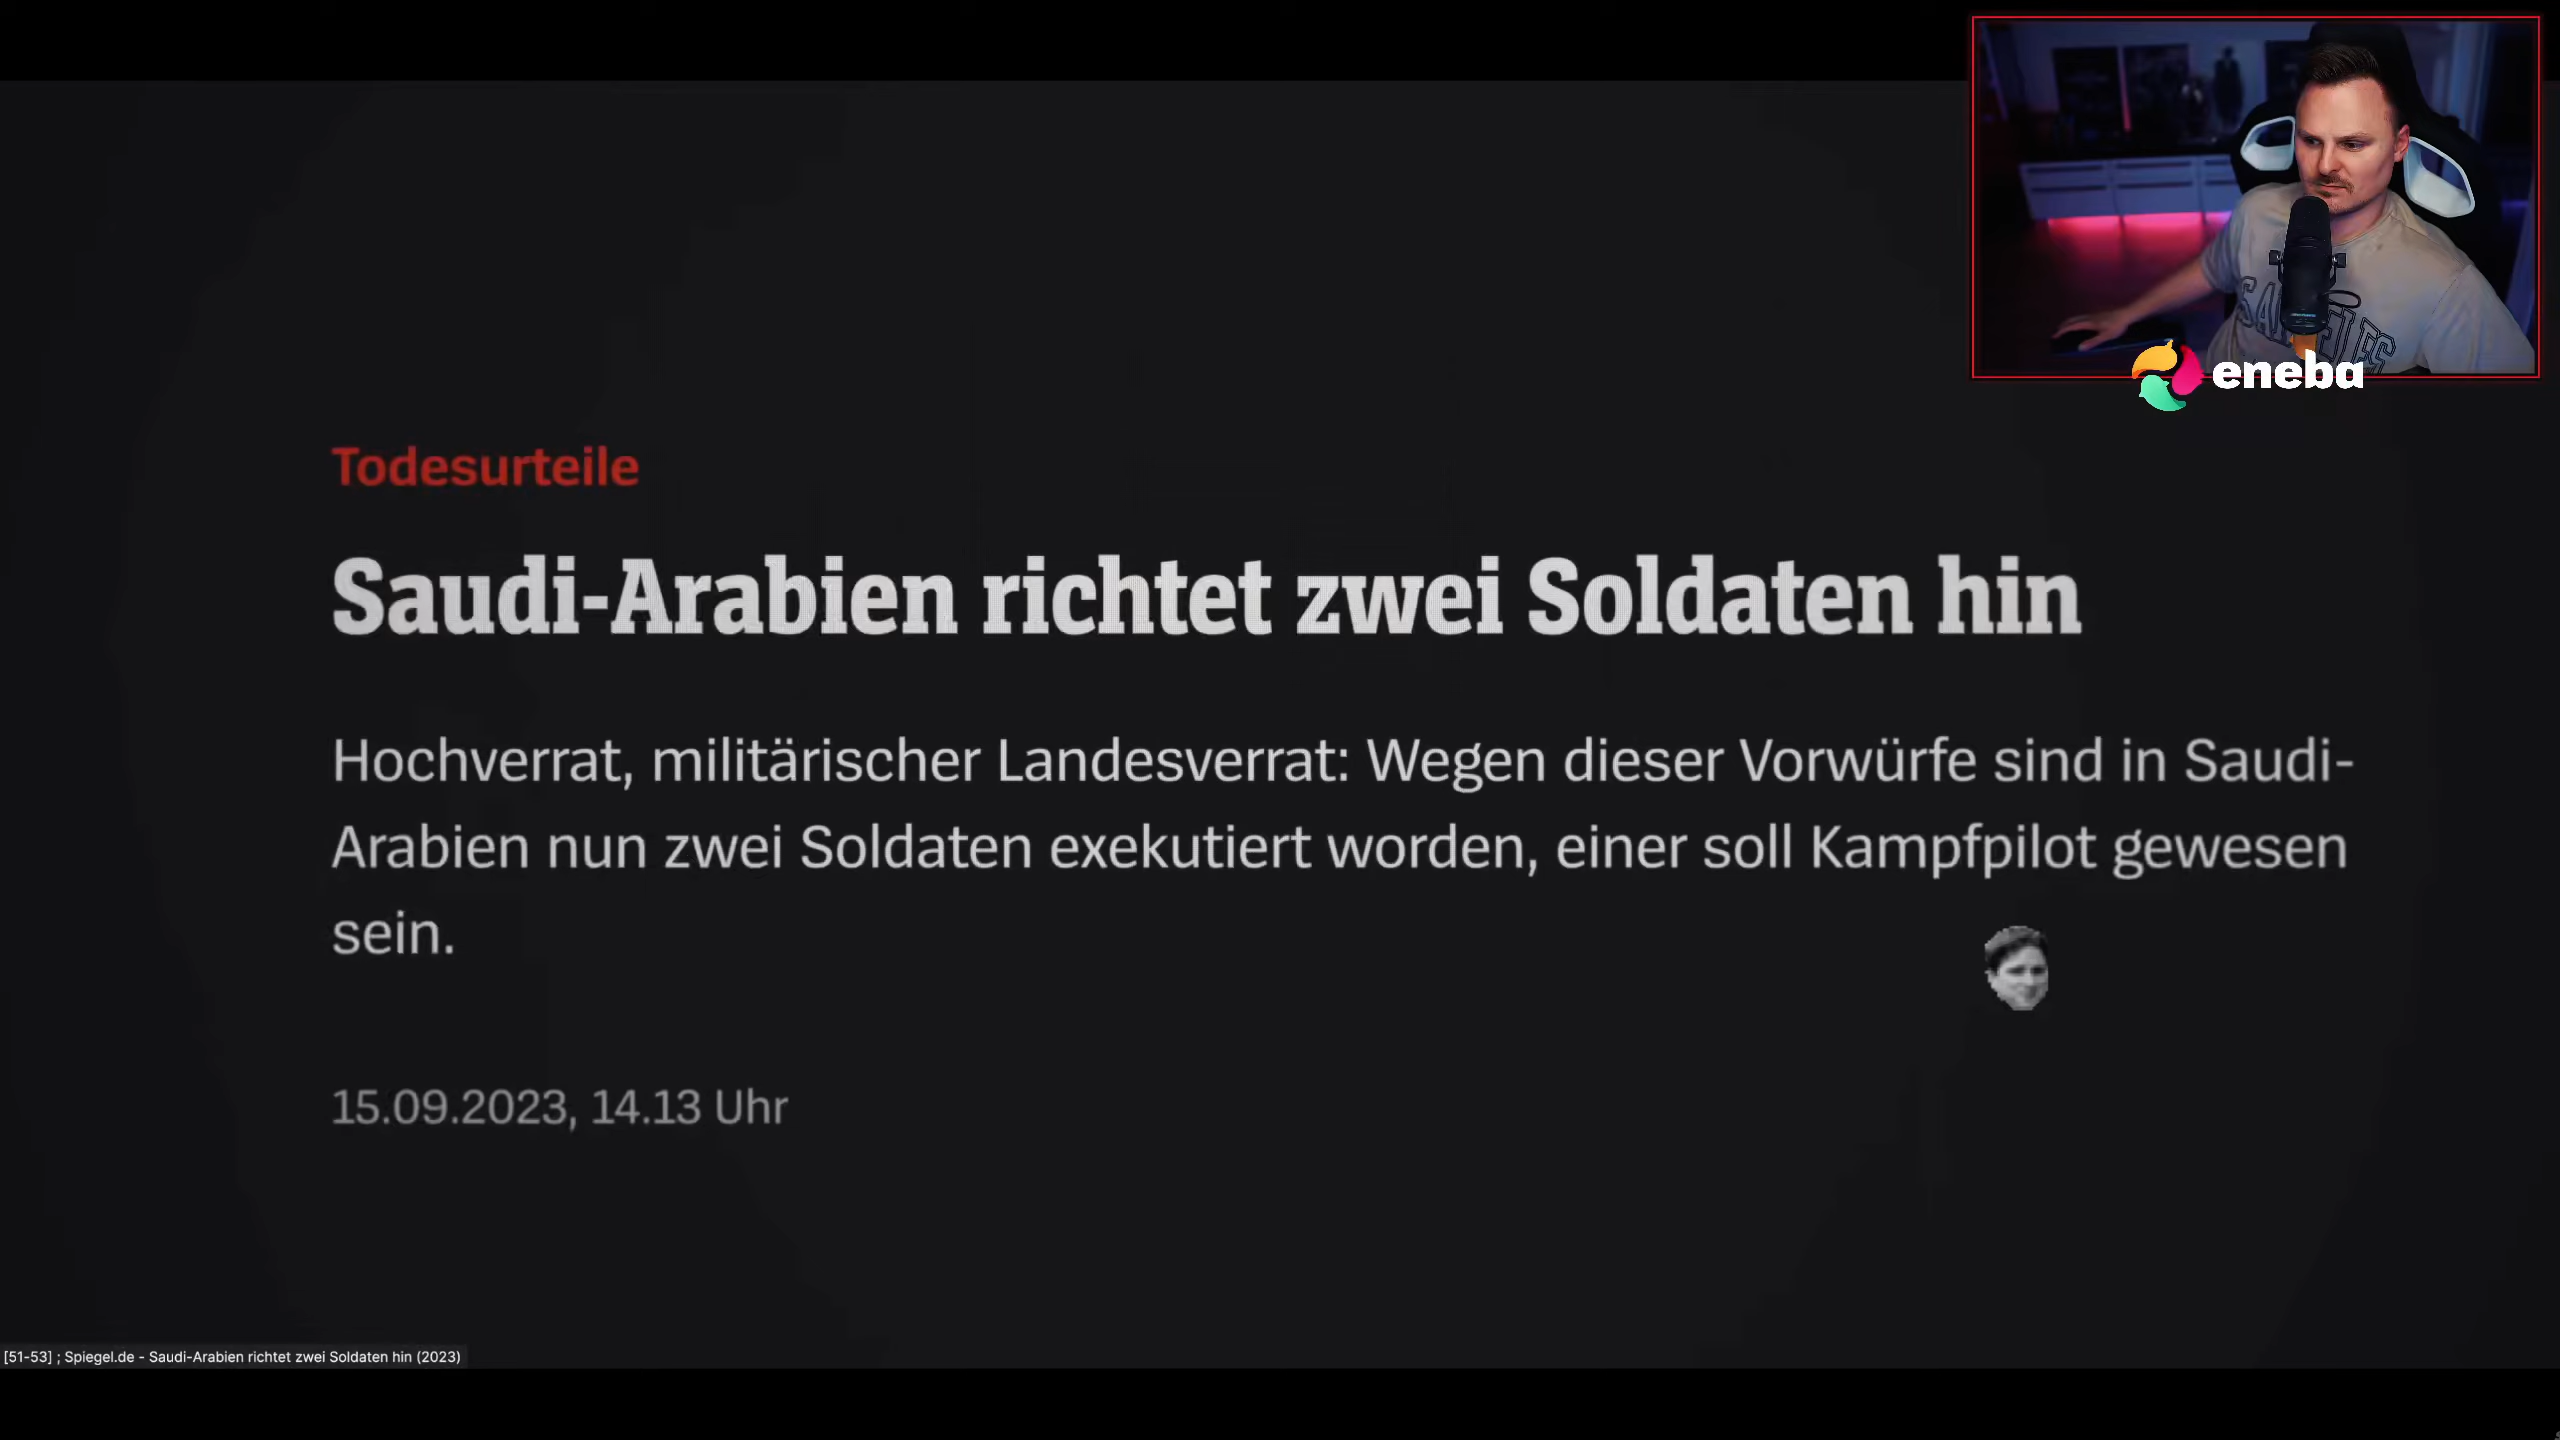 eneba
Todesurteile
Saudi-Arabien richtet zwei Soldaten hin
Hochverrat, militärischer Landesverrat: Wegen dieser Vorwürfe sind in Saudi-
Arabien nun zwei Soldaten exekutiert worden, einer soll Kampfpilot gewesen
sein.
15.09.2023, 14.13 Uhr
[51-53] ; Spiegel.de - Saudi-Arabien richtet zwei Soldaten hin (2023)